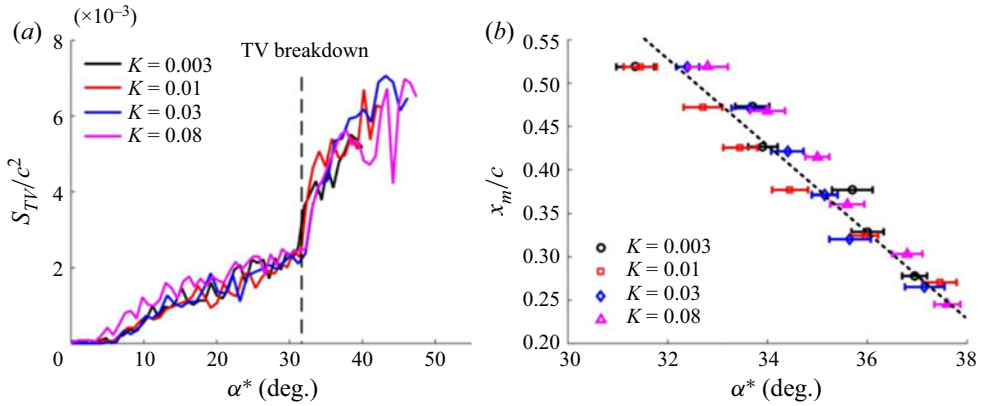 (a)
(×10⁻³)
8
6
4
2
0
10
20
30
40
50
S_TV/c²
α* (deg.)
TV breakdown
K = 0.003
K = 0.01
K = 0.03
K = 0.08
(b)
0.55
0.50
0.45
0.40
0.35
0.30
0.25
0.20
30
32
34
36
38
x_m/c
α* (deg.)
K = 0.003
K = 0.01
K = 0.03
K = 0.08